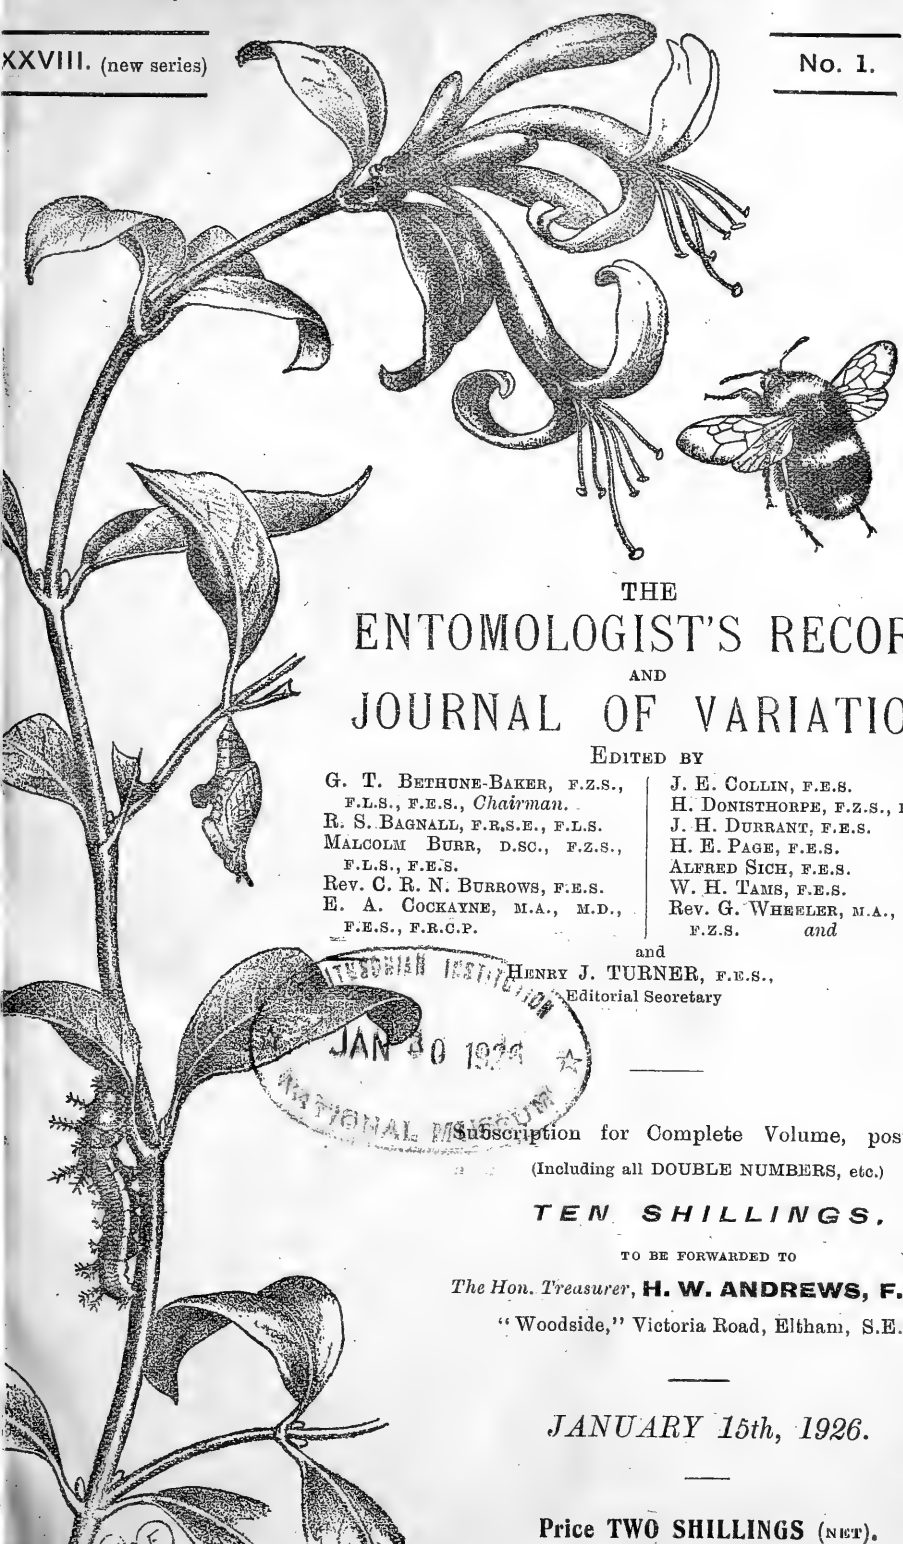 XXVIII. (new series)
No. 1.
THE
ENTOMOLOGIST'S RECOR
AND
JOURNAL OF VARIATIO
EDITED BY
G. T. BETHUNE-BAKER, F.Z.S.,
F.L.S., F.E.S., Chairman.
R. S. BAGNALL, F.R.S.E., F.L.S.
MALCOLM BURR, D.SC., F.Z.S.,
F.L.S., F.E.S.
Rev. C. R. N. BURROWS, F.E.S.
E. A. COCKAYNE, M.A., M.D.,
F.E.S., F.R.C.P.
J. E. COLLIN, F.E.S.
H. DONISTHORPE, F.Z.S.,
J. H. DURRANT, F.E.S.
H. E. PAGE, F.E.S.
ALFRED SICH, F.E.S.
W. H. TAMS, F.E.S.
Rev. G. WHEELER, M.A.,
F.Z.S. and
and
HENRY J. TURNER, F.E.S.,
Editorial Secretary
ITHSONIAN INSTITUTION
JAN 30 192
NATIONAL MUSEUM
Subscription for Complete Volume, pos
(Including all DOUBLE NUMBERS, etc.)
TEN SHILLINGS.
TO BE FORWARDED TO
The Hon. Treasurer, H. W. ANDREWS, F.
"Woodside," Victoria Road, Eltham, S.E.
JANUARY 15th, 1926.
Price TWO SHILLINGS (NET).